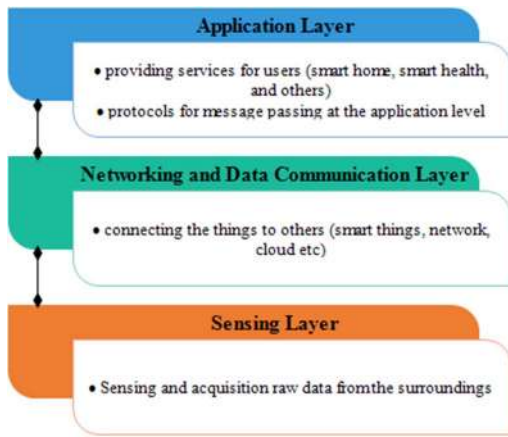 Application Layer
• providing services for users (smart home, smart health,
and others)
• protocols for message passing at the application level
Networking and Data Communication Layer
• connecting the things to others (smart things, network,
cloud etc)
Sensing Layer
• Sensing and acquisition raw data from the surroundings